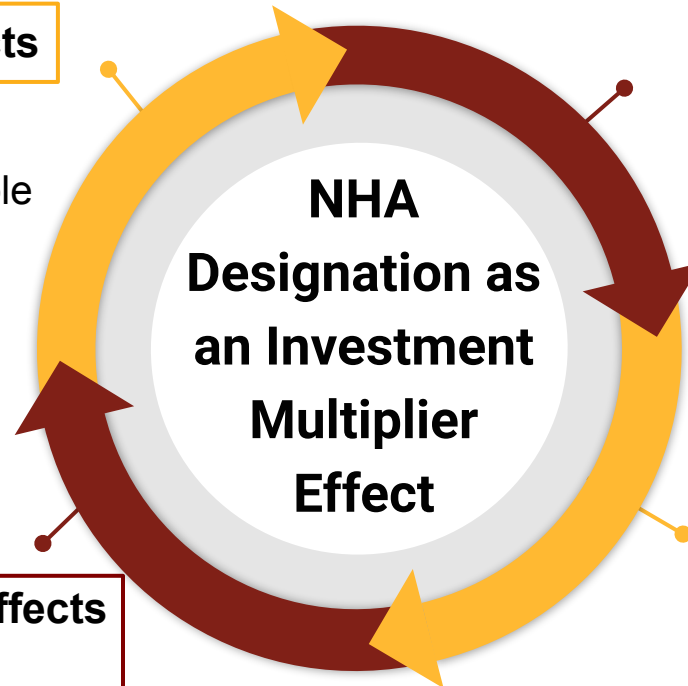 ts
le
NHA
Designation as
an Investment
Multiplier
Effect
ffects